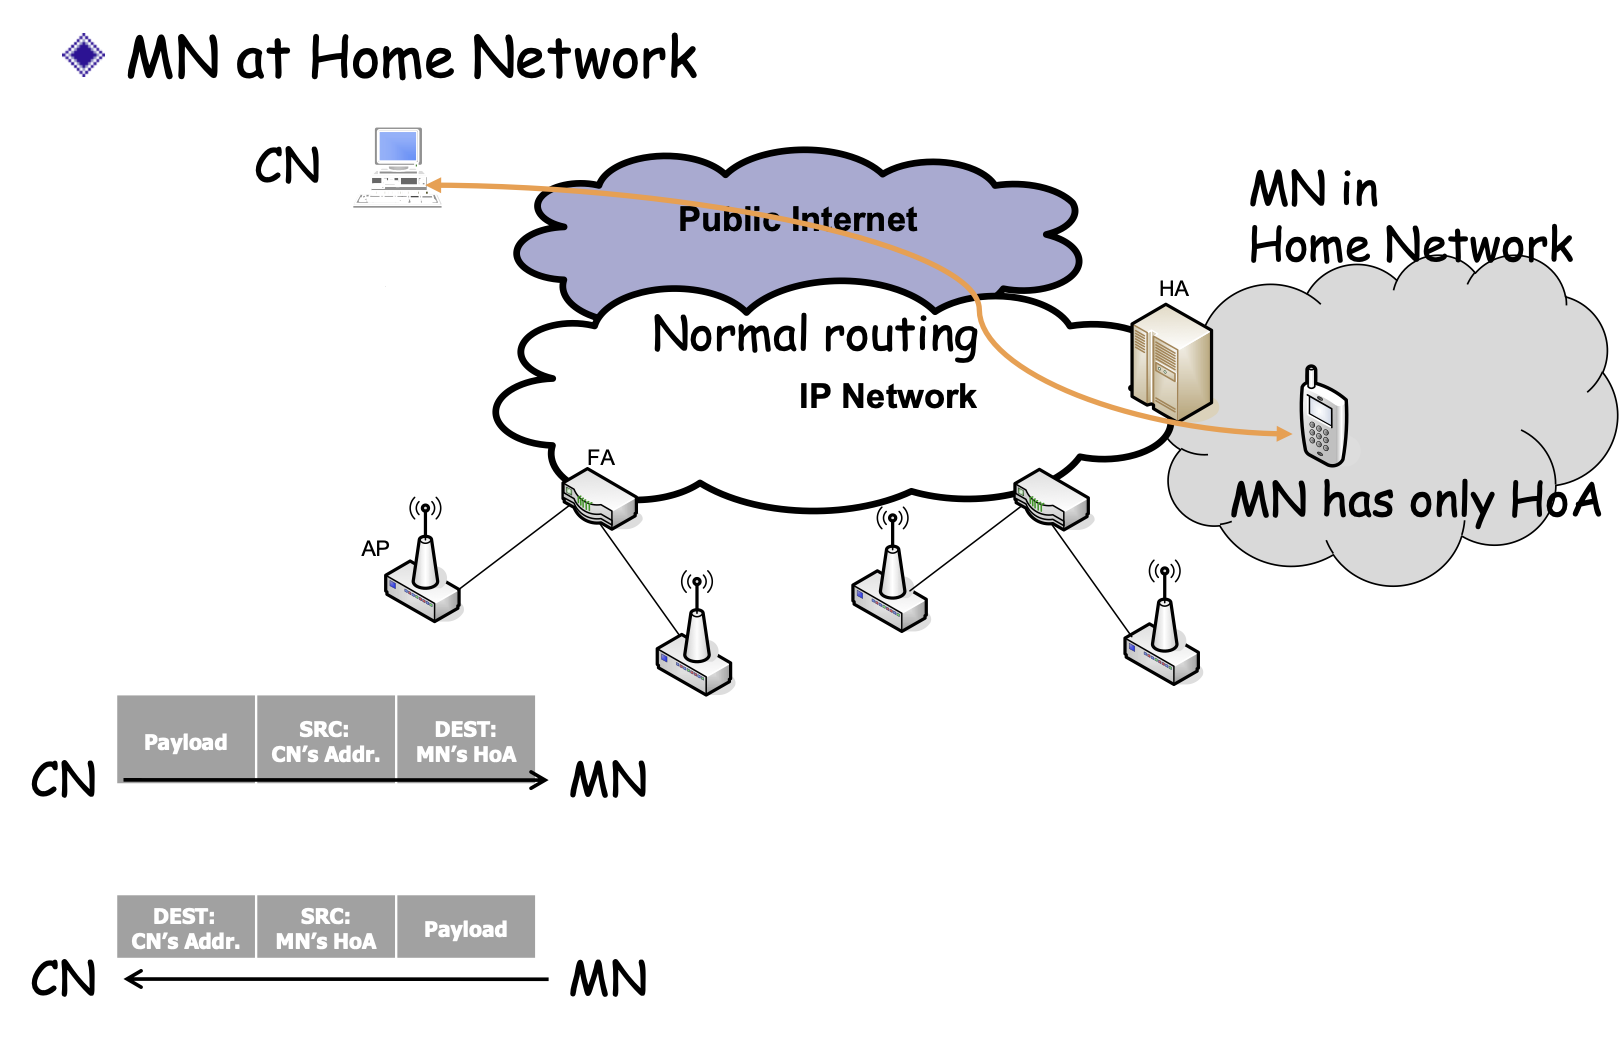 MN at Home Network
CN
Public Internet
MN in
Home Network
HA
Normal routing
IP Network
FA
MN has only HoA
AP
Payload
SRC:
CN's Addr.
DEST:
MN's HoA
CN
MN
DEST:
CN's Addr.
SRC:
MN's HoA
Payload
CN
MN